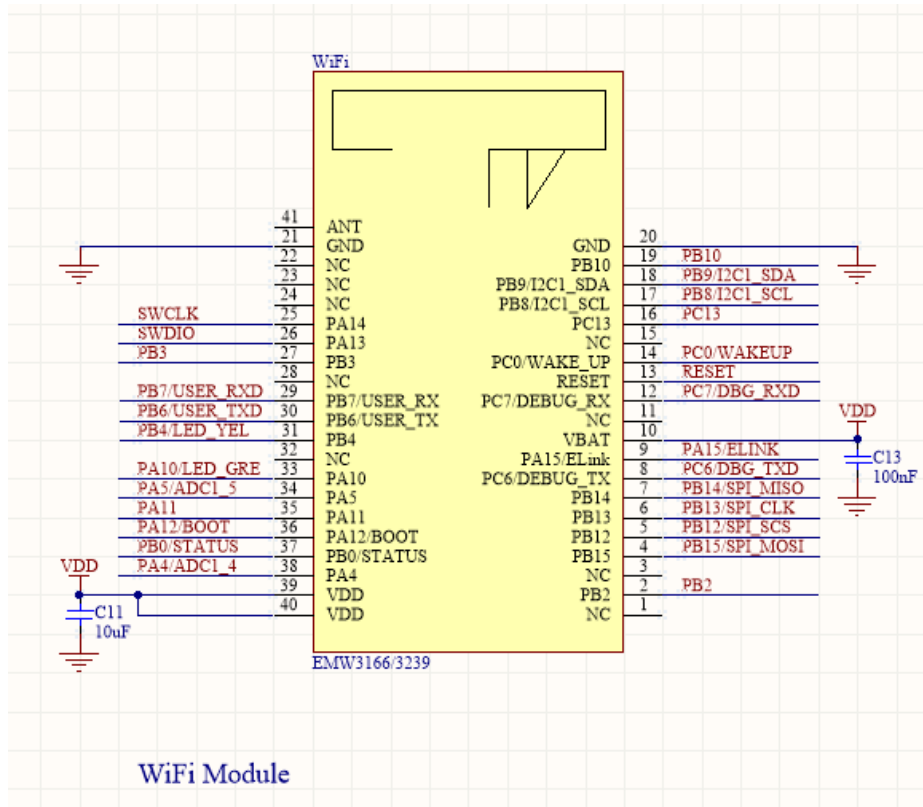 WiFi
41 ANT
21 GND
22 NC
23 NC
24 NC
SWCLK 25 PA14
SWDIO 26 PA13
PB3 27 PB3
28 NC
PB7/USER_RXD 29 PB7/USER_RX
PB6/USER_TXD 30 PB6/USER_TX
PB4/LED_YEL 31 PB4
32 NC
PA10/LED_GRE 33 PA10
PA5/ADC1_5 34 PA5
PA11 35 PA11
PA12/BOOT 36 PA12/BOOT
PB0/STATUS 37 PB0/STATUS
PA4/ADC1_4 38 PA4
VDD
39 VDD
40 VDD
C11
10uF
GND 20
PB10 19 PB10
PB9/I2C1_SDA 18 PB9/I2C1_SDA
PB8/I2C1_SCL 17 PB8/I2C1_SCL
PC13 16 PC13
NC 15
PC0/WAKE_UP 14 PC0/WAKEUP
RESET 13 RESET
PC7/DEBUG_RX 12 PC7/DBG_RXD
NC 11
VBAT 10
VDD
PA15/ELink 9 PA15/ELINK
PC6/DEBUG_TX 8 PC6/DBG_TXD
PB14 7 PB14/SPI_MISO
PB13 6 PB13/SPI_CLK
PB12 5 PB12/SPI_SCS
PB15 4 PB15/SPI_MOSI
NC 3
PB2 2 PB2
NC 1
C13
100nF
EMW3166/3239
WiFi Module